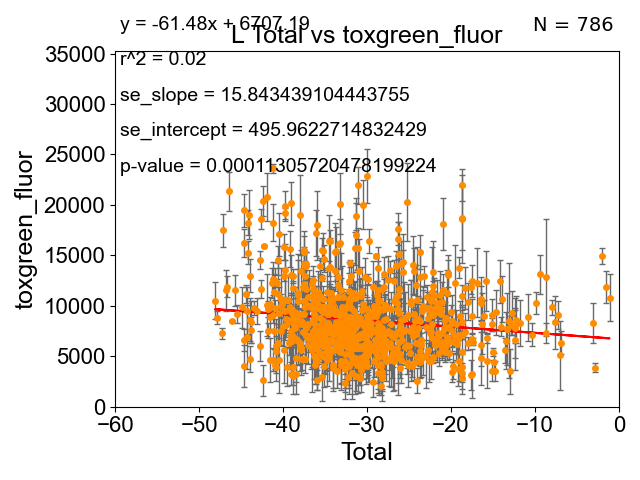 y = -61.48x + 6707.19
N = 786
L Total vs toxgreen_fluor
r^2 = 0.02
se_slope = 15.843439104443755
se_intercept = 495.9622714832429
p-value = 0.00011305720478199224
35000
30000
25000
20000
15000
10000
5000
0
toxgreen_fluor
−60
−50
−40
−30
−20
−10
0
Total